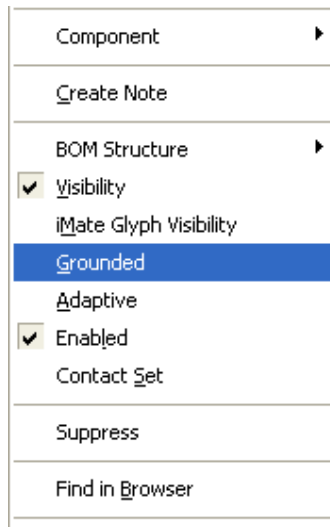 Component
Create Note
BOM Structure
Visibility
iMate Glyph Visibility
Grounded
Adaptive
Enabled
Contact Set
Suppress
Find in Browser